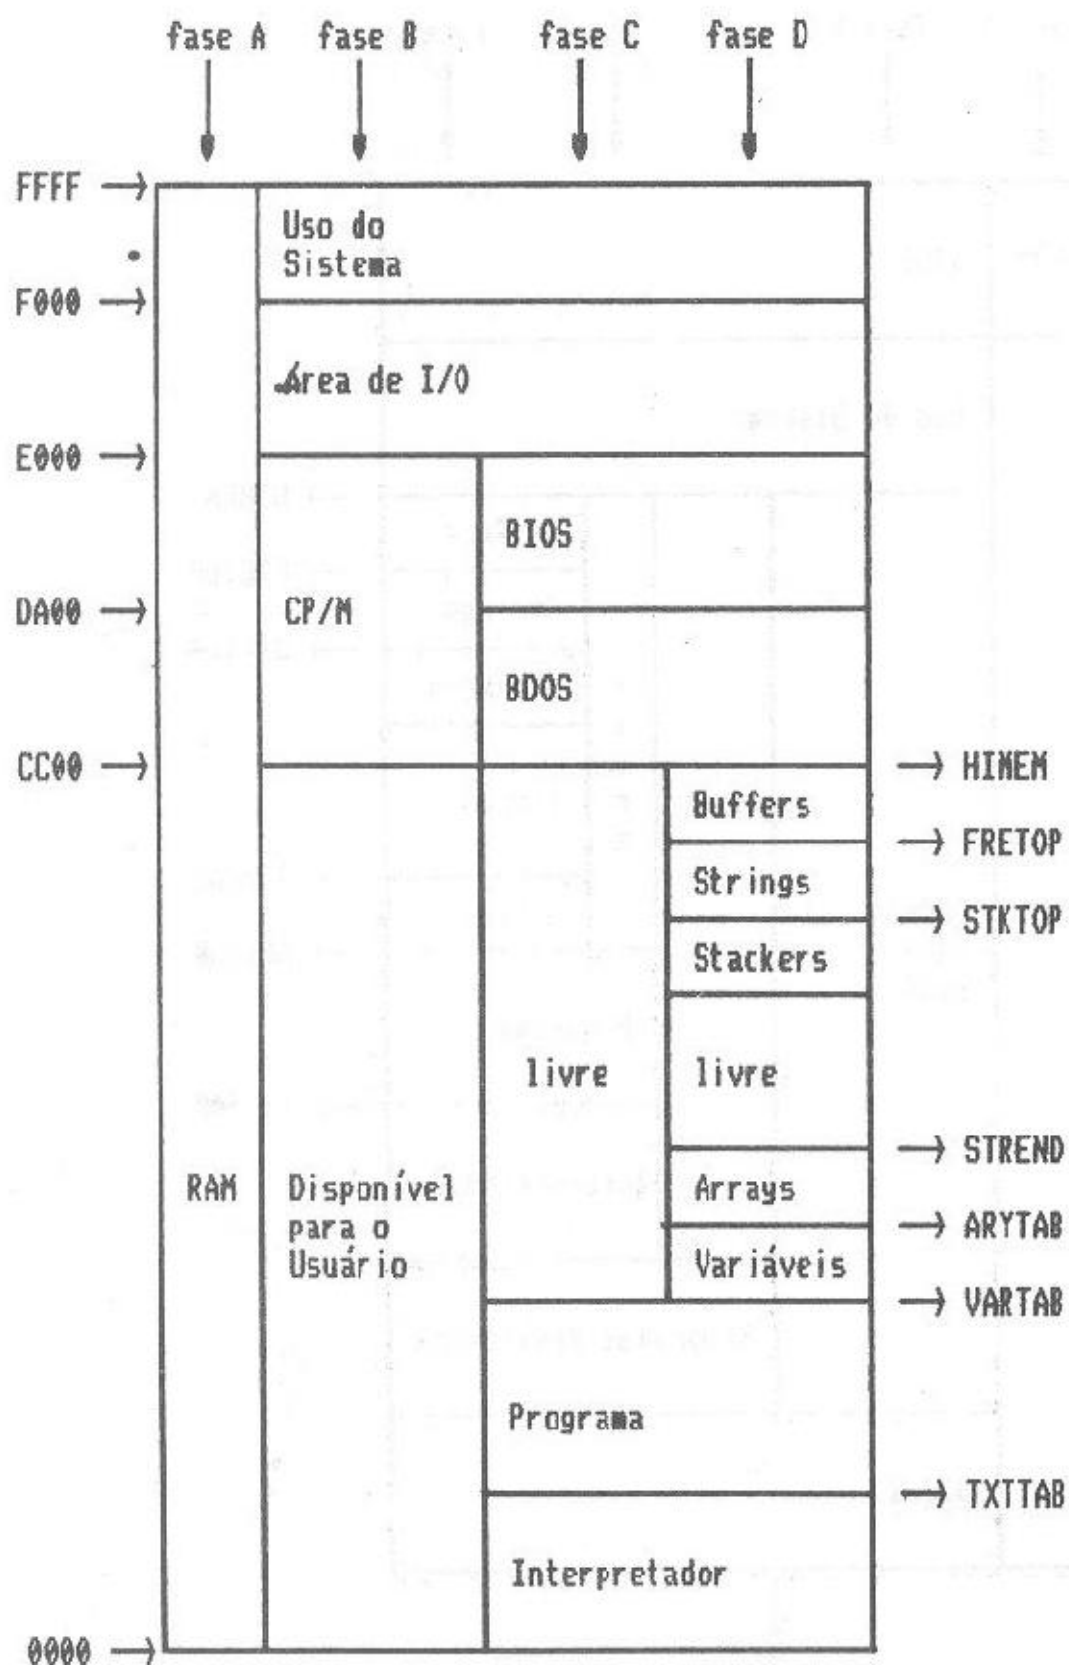 fase A fase B fase C fase D
FFFF
Uso do
Sistema
F000
Área de I/O
E000
BIOS
DA00
CP/M
BDOS
CC00
HIMEM
Buffers
FRETOP
Strings
STKTOP
Stackers
livre
livre
STREND
RAM
Disponível
para o
Usuário
Arrays
ARYTAB
Variáveis
VARTAB
Programa
TXTTAB
Interpretador
0000